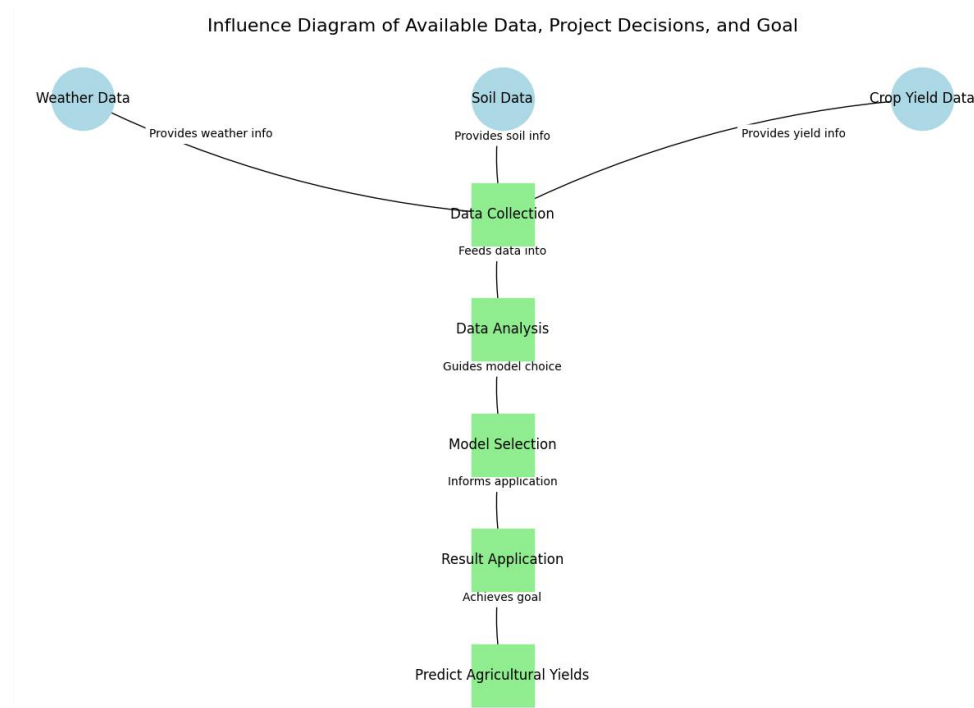 Influence Diagram of Available Data, Project Decisions, and Goal
Weather Data
Soil Data
Crop Yield Data
Provides weather info
Provides soil info
Provides yield info
Data Collection
Feeds data into
Data Analysis
Guides model choice
Model Selection
Informs application
Result Application
Achieves goal
Predict Agricultural Yields